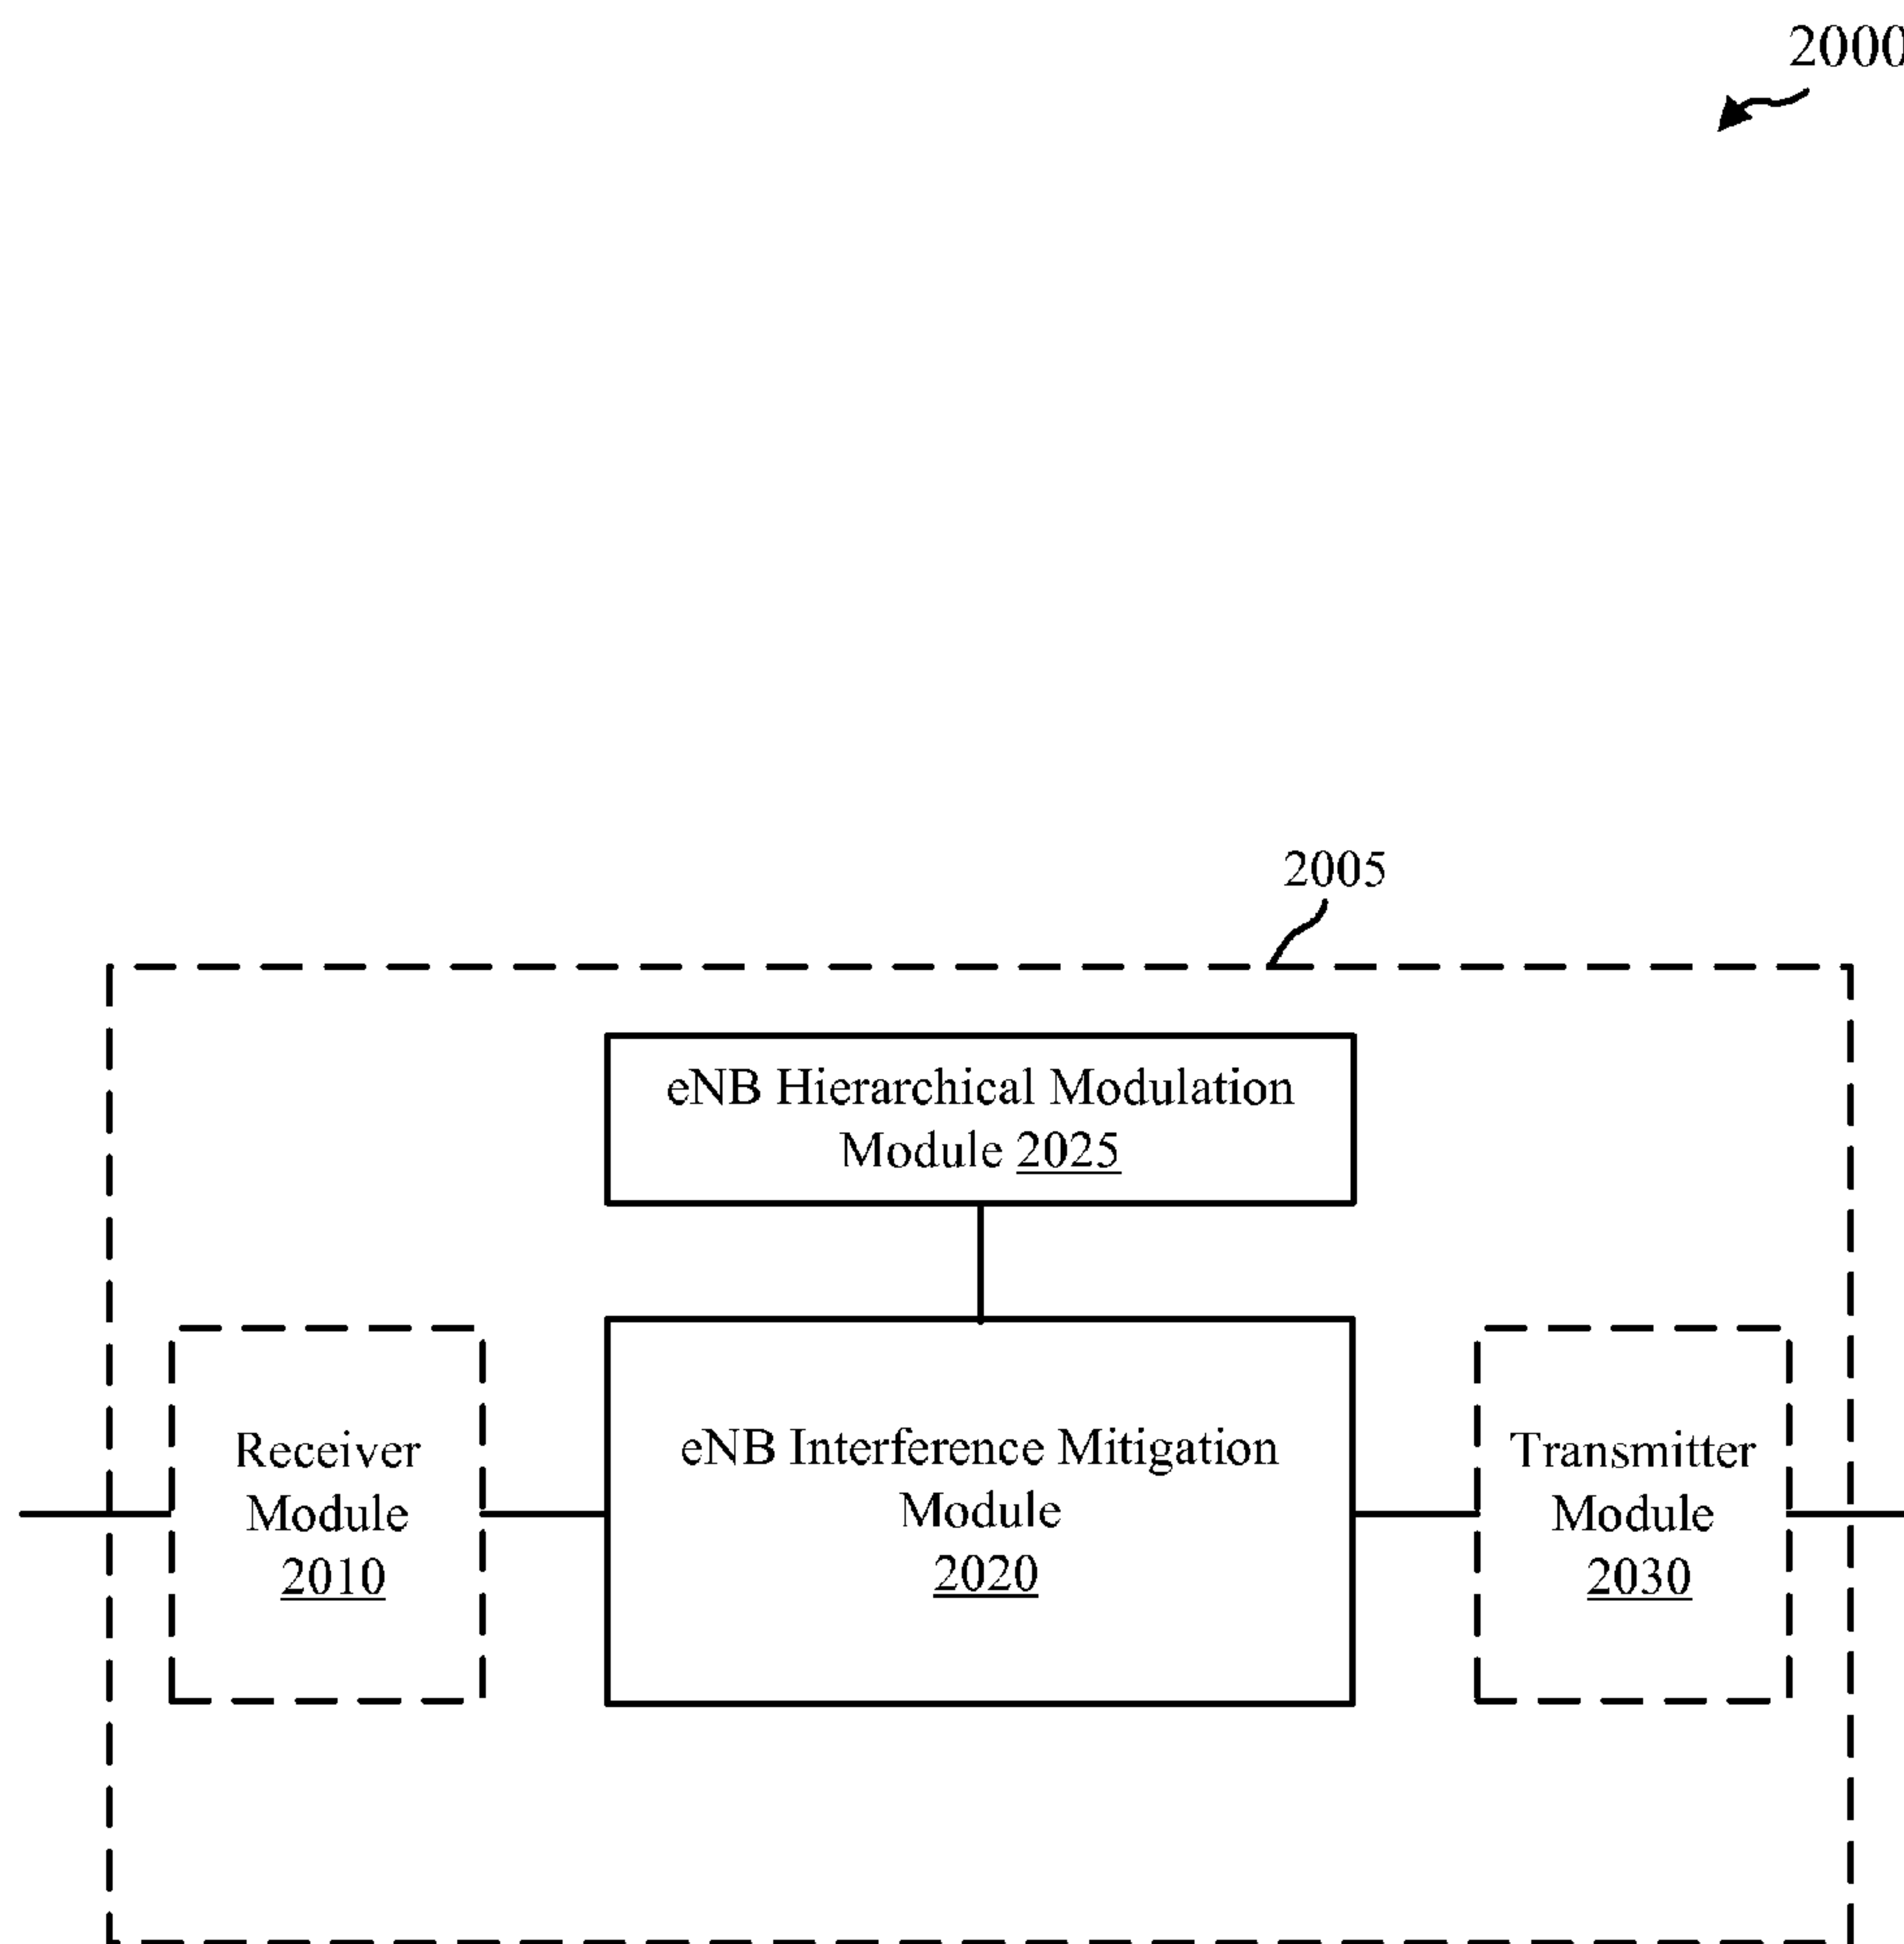 2000
2005
eNB Hierarchical Modulation
Module 2025
Receiver
Module
2010
eNB Interference Mitigation
Module
2020
Transmitter
Module
2030